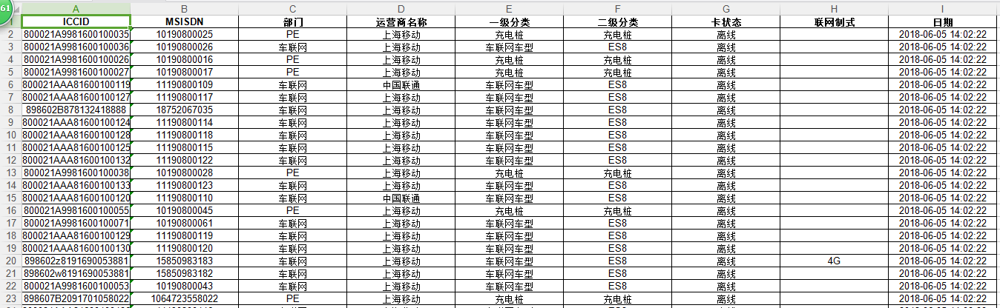 61
A B C D E F G H I
1 ICCID MSISDN 部门 运营商名称 一级分类 二级分类 卡状态 联网制式 日期
2 800021A9981600100035 10190800025 PE 上海移动 充电桩 充电桩 离线 2018-06-05 14:02:22
3 800021A9981600100036 10190800026 车联网 上海移动 车联网车型 ES8 离线 2018-06-05 14:02:22
4 800021A9981600100026 10190800016 PE 上海移动 充电桩 充电桩 离线 2018-06-05 14:02:22
5 800021A9981600100027 10190800017 PE 上海移动 充电桩 充电桩 离线 2018-06-05 14:02:22
6 800021AAA81600100119 11190800109 车联网 中国联通 车联网车型 ES8 离线 2018-06-05 14:02:22
7 800021AAA81600100127 11190800117 车联网 上海移动 车联网车型 ES8 离线 2018-06-05 14:02:22
8 898602B878132418888 18752067035 车联网 上海移动 车联网车型 ES8 离线 2018-06-05 14:02:22
9 800021AAA81600100124 11190800114 车联网 上海移动 车联网车型 ES8 离线 2018-06-05 14:02:22
10 800021AAA81600100128 11190800118 车联网 上海移动 车联网车型 ES8 离线 2018-06-05 14:02:22
11 800021AAA81600100125 11190800115 车联网 上海移动 车联网车型 ES8 离线 2018-06-05 14:02:22
12 800021AAA81600100132 11190800122 车联网 上海移动 车联网车型 ES8 离线 2018-06-05 14:02:22
13 800021A9981600100038 10190800028 PE 上海移动 充电桩 充电桩 离线 2018-06-05 14:02:22
14 800021AAA81600100133 11190800123 车联网 上海移动 车联网车型 ES8 离线 2018-06-05 14:02:22
15 800021AAA81600100120 11190800110 车联网 中国联通 车联网车型 ES8 离线 2018-06-05 14:02:22
16 800021A9981600100055 10190800045 PE 上海移动 充电桩 充电桩 离线 2018-06-05 14:02:22
17 800021A9981600100071 10190800061 车联网 上海移动 车联网车型 ES8 离线 2018-06-05 14:02:22
18 800021AAA81600100129 11190800119 车联网 上海移动 车联网车型 ES8 离线 2018-06-05 14:02:22
19 800021AAA81600100130 11190800120 车联网 上海移动 车联网车型 ES8 离线 2018-06-05 14:02:22
20 898602z8191690053881 15850983183 车联网 上海移动 车联网车型 ES8 离线 4G 2018-06-05 14:02:22
21 898602w8191690053881 15850983182 车联网 上海移动 车联网车型 ES8 离线 2018-06-05 14:02:22
22 800021A9981600100053 10190800043 车联网 上海移动 车联网车型 ES8 离线 2018-06-05 14:02:22
23 898607B2091701058022 1064723558022 PE 上海移动 充电桩 充电桩 离线 2018-06-05 14:02:22